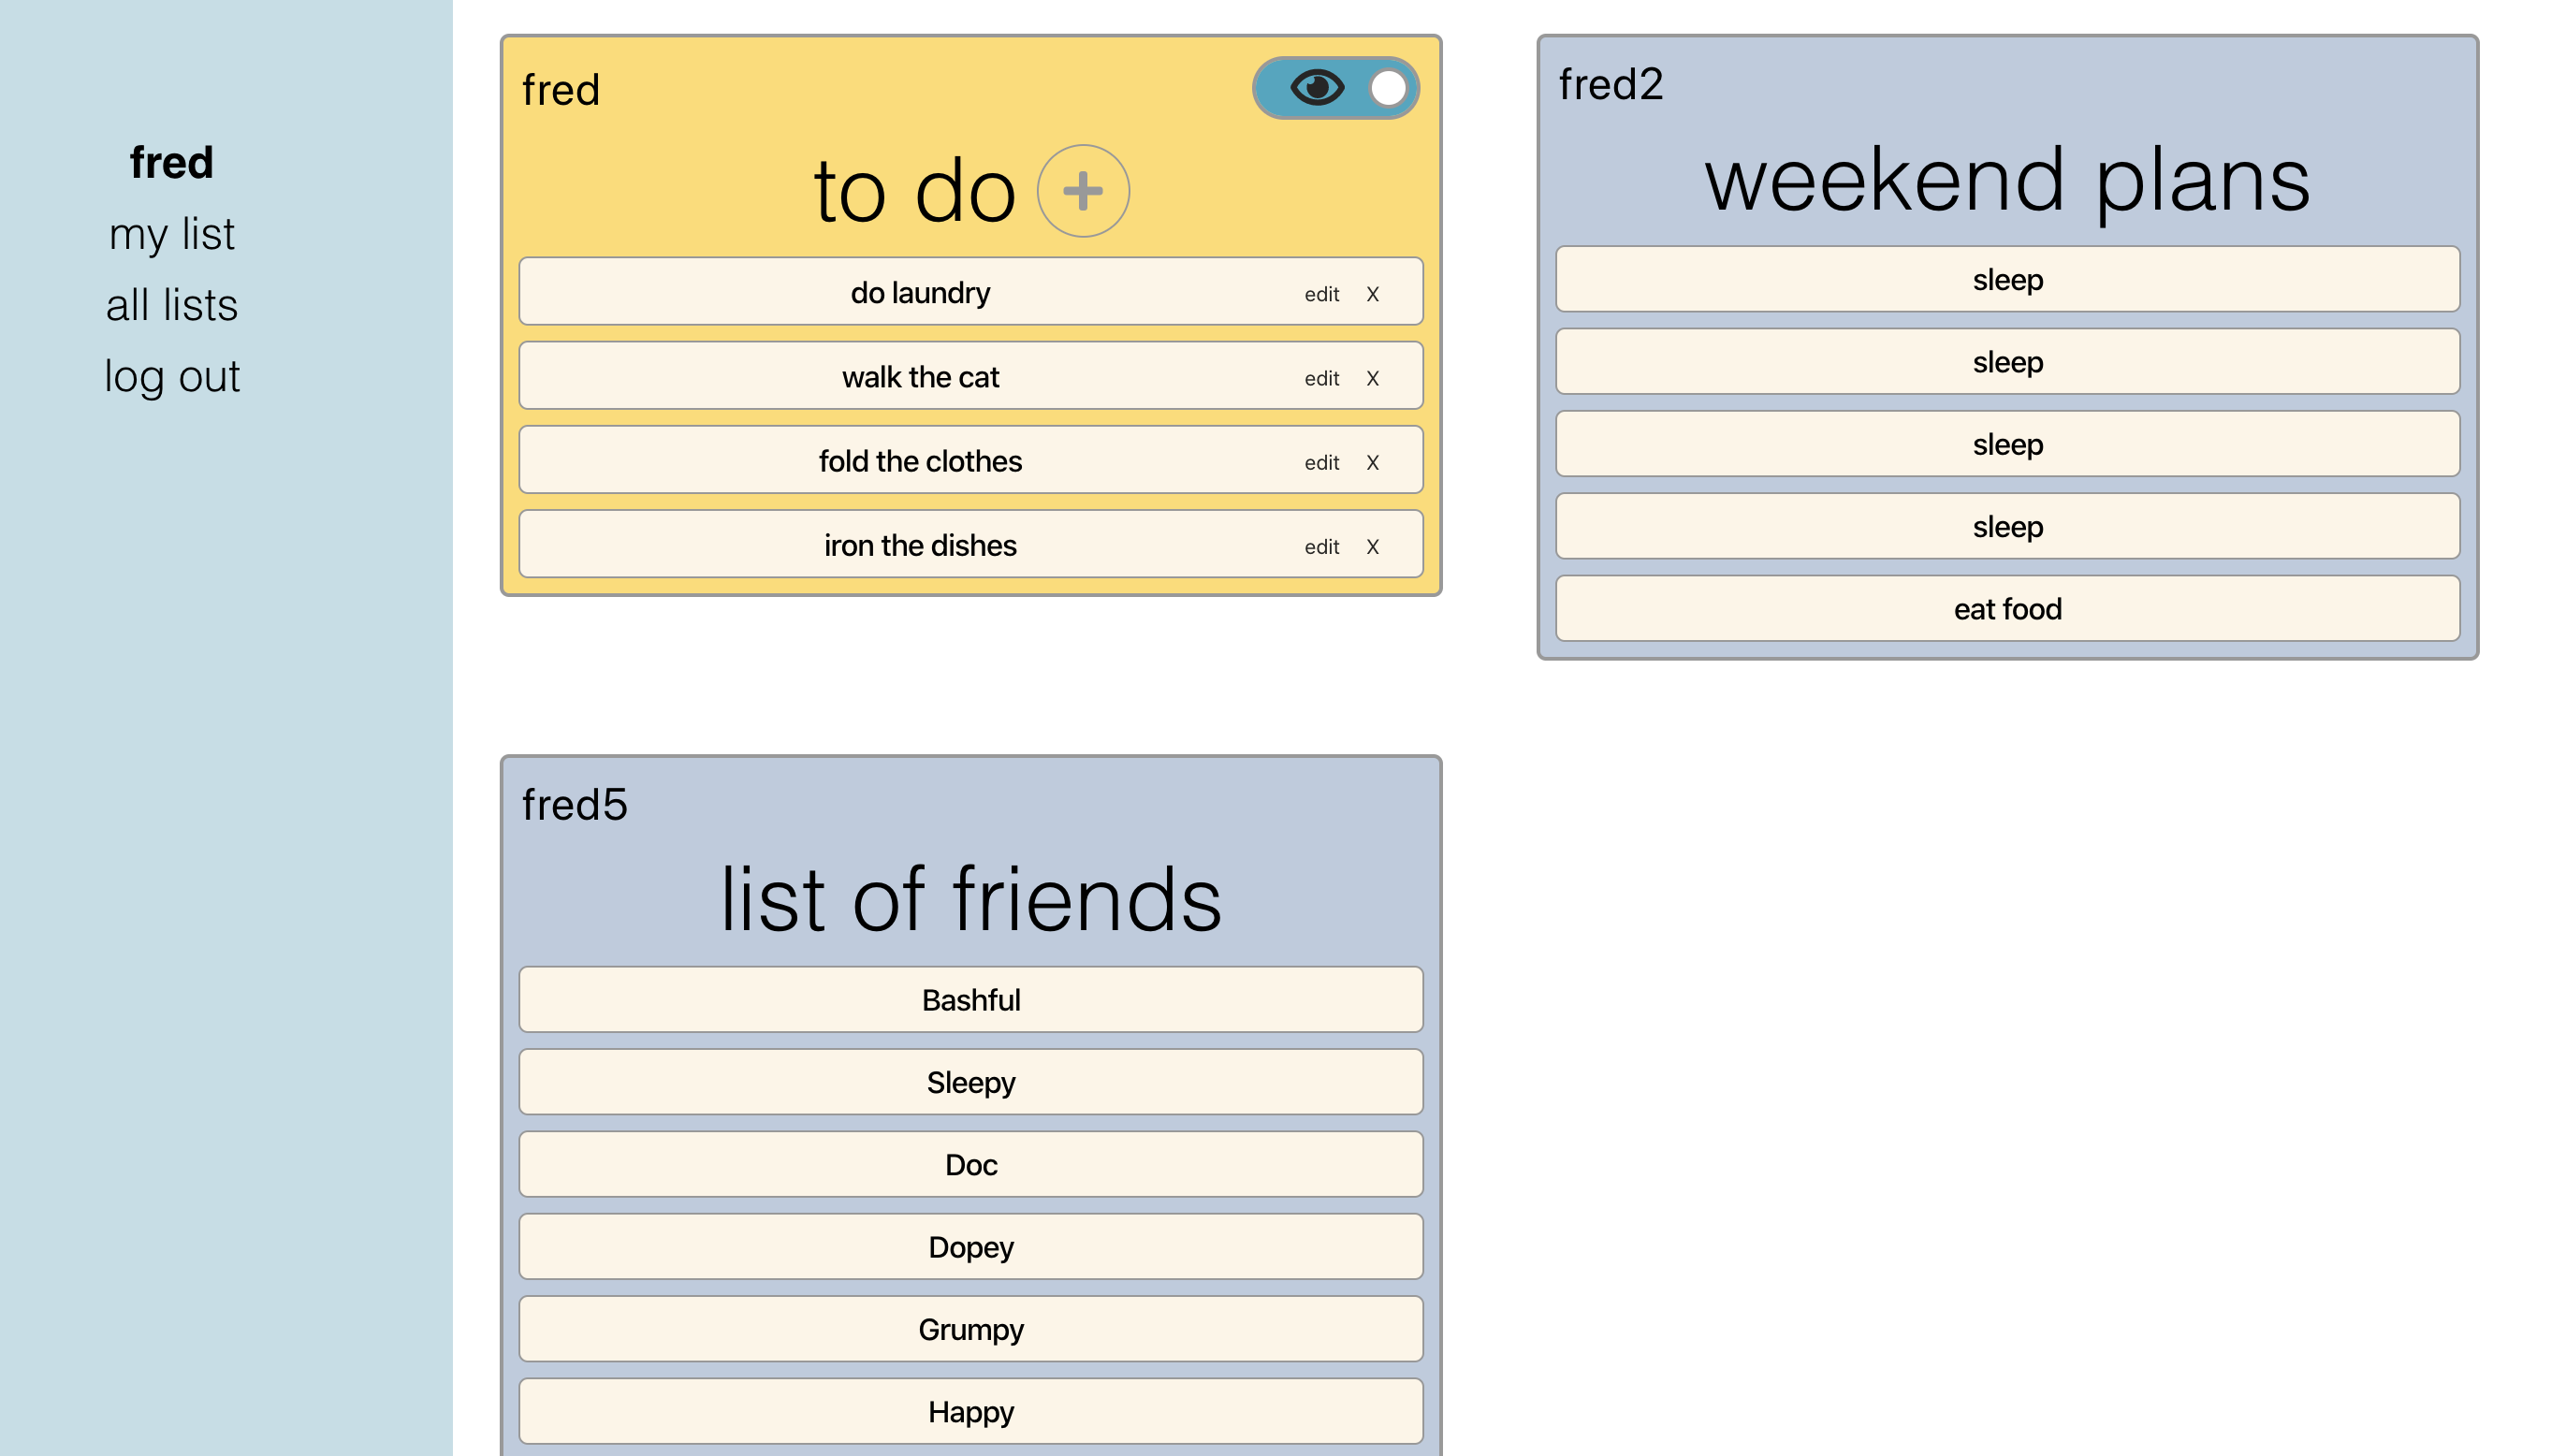 fred
my list
all lists
log out
fred
to do
do laundry edit X
walk the cat edit X
fold the clothes edit X
iron the dishes edit X
fred2
weekend plans
sleep
sleep
sleep
sleep
eat food
fred5
list of friends
Bashful
Sleepy
Doc
Dopey
Grumpy
Happy